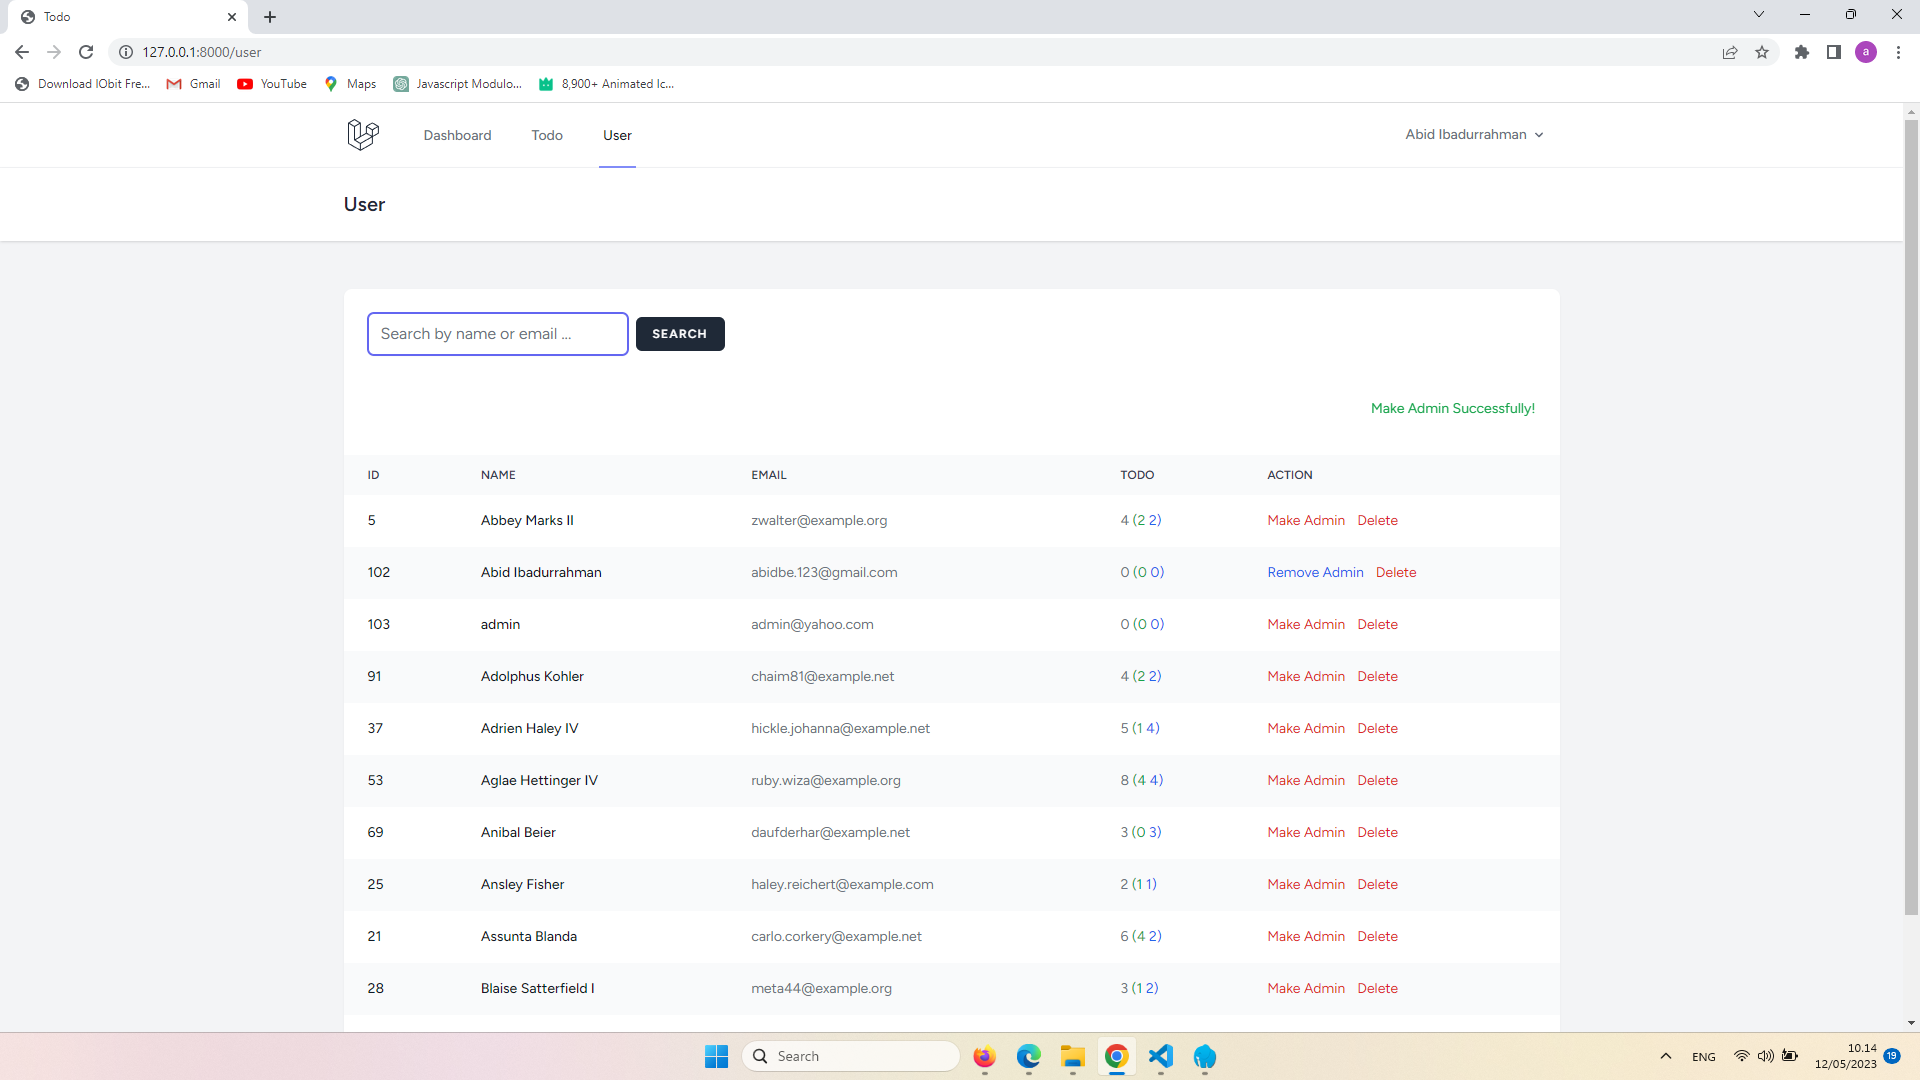 Todo
127.0.0.1:8000/user
a
Download IObit Fre...
Gmail
YouTube
Maps
Javascript Modulo...
8,900+ Animated Ic...
Dashboard Todo User Abid Ibadurrahman
User
Search by name or email ... SEARCH
Make Admin Successfully!
ID NAME EMAIL TODO ACTION
5 Abbey Marks II zwalter@example.org 4 (2 2) Make Admin Delete
102 Abid Ibadurrahman abidbe.123@gmail.com 0 (0 0) Remove Admin Delete
103 admin admin@yahoo.com 0 (0 0) Make Admin Delete
91 Adolphus Kohler chaim81@example.net 4 (2 2) Make Admin Delete
37 Adrien Haley IV hickle.johanna@example.net 5 (1 4) Make Admin Delete
53 Aglae Hettinger IV ruby.wiza@example.org 8 (4 4) Make Admin Delete
69 Anibal Beier daufderhar@example.net 3 (0 3) Make Admin Delete
25 Ansley Fisher haley.reichert@example.com 2 (1 1) Make Admin Delete
21 Assunta Blanda carlo.corkery@example.net 6 (4 2) Make Admin Delete
28 Blaise Satterfield I meta44@example.org 3 (1 2) Make Admin Delete
Search
ENG
10.14
12/05/2023
19